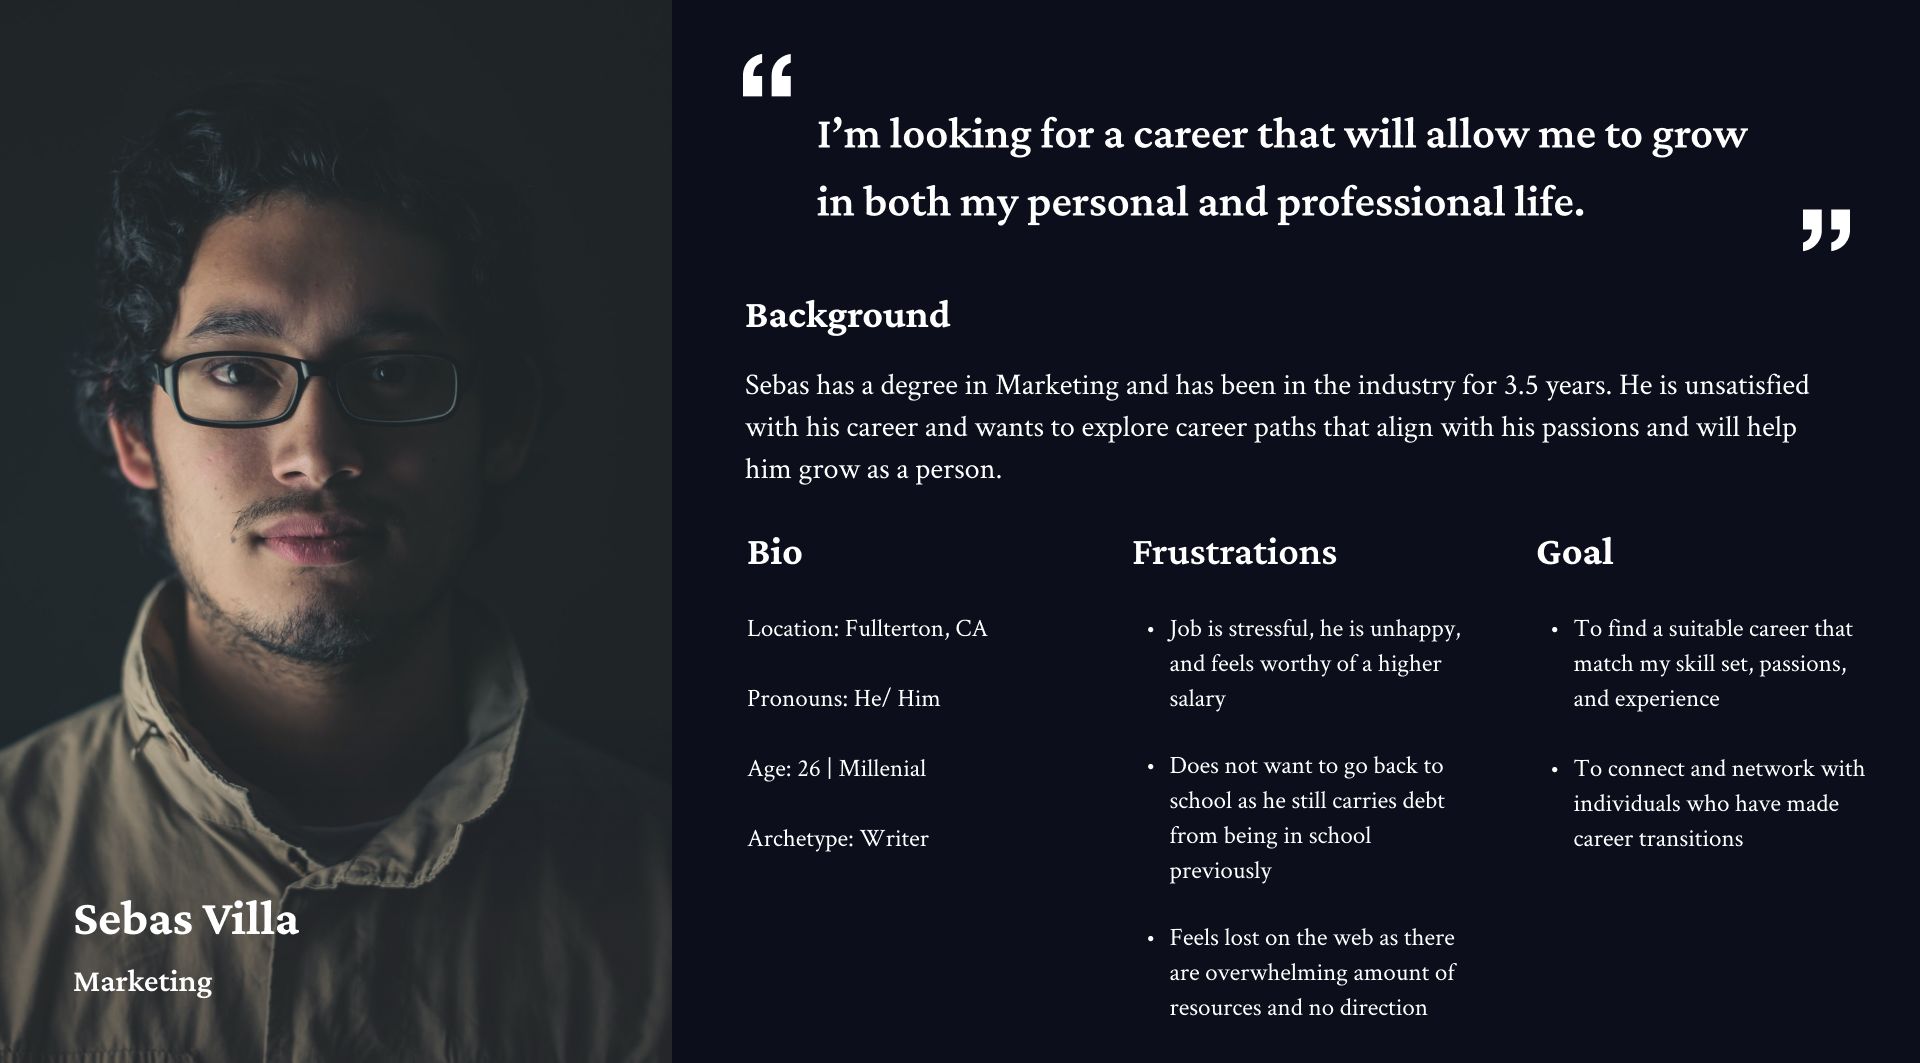 “
I’m looking for a career that will allow me to grow
in both my personal and professional life.
”
Background
Sebas has a degree in Marketing and has been in the industry for 3.5 years. He is unsatisfied
with his career and wants to explore career paths that align with his passions and will help
him grow as a person.
Bio
Location: Fullterton, CA
Pronouns: He/ Him
Age: 26 | Millenial
Archetype: Writer
Frustrations
• Job is stressful, he is unhappy,
and feels worthy of a higher
salary
• Does not want to go back to
school as he still carries debt
from being in school
previously
• Feels lost on the web as there
are overwhelming amount of
resources and no direction
Goal
• To find a suitable career that
match my skill set, passions,
and experience
• To connect and network with
individuals who have made
career transitions
Sebas Villa
Marketing